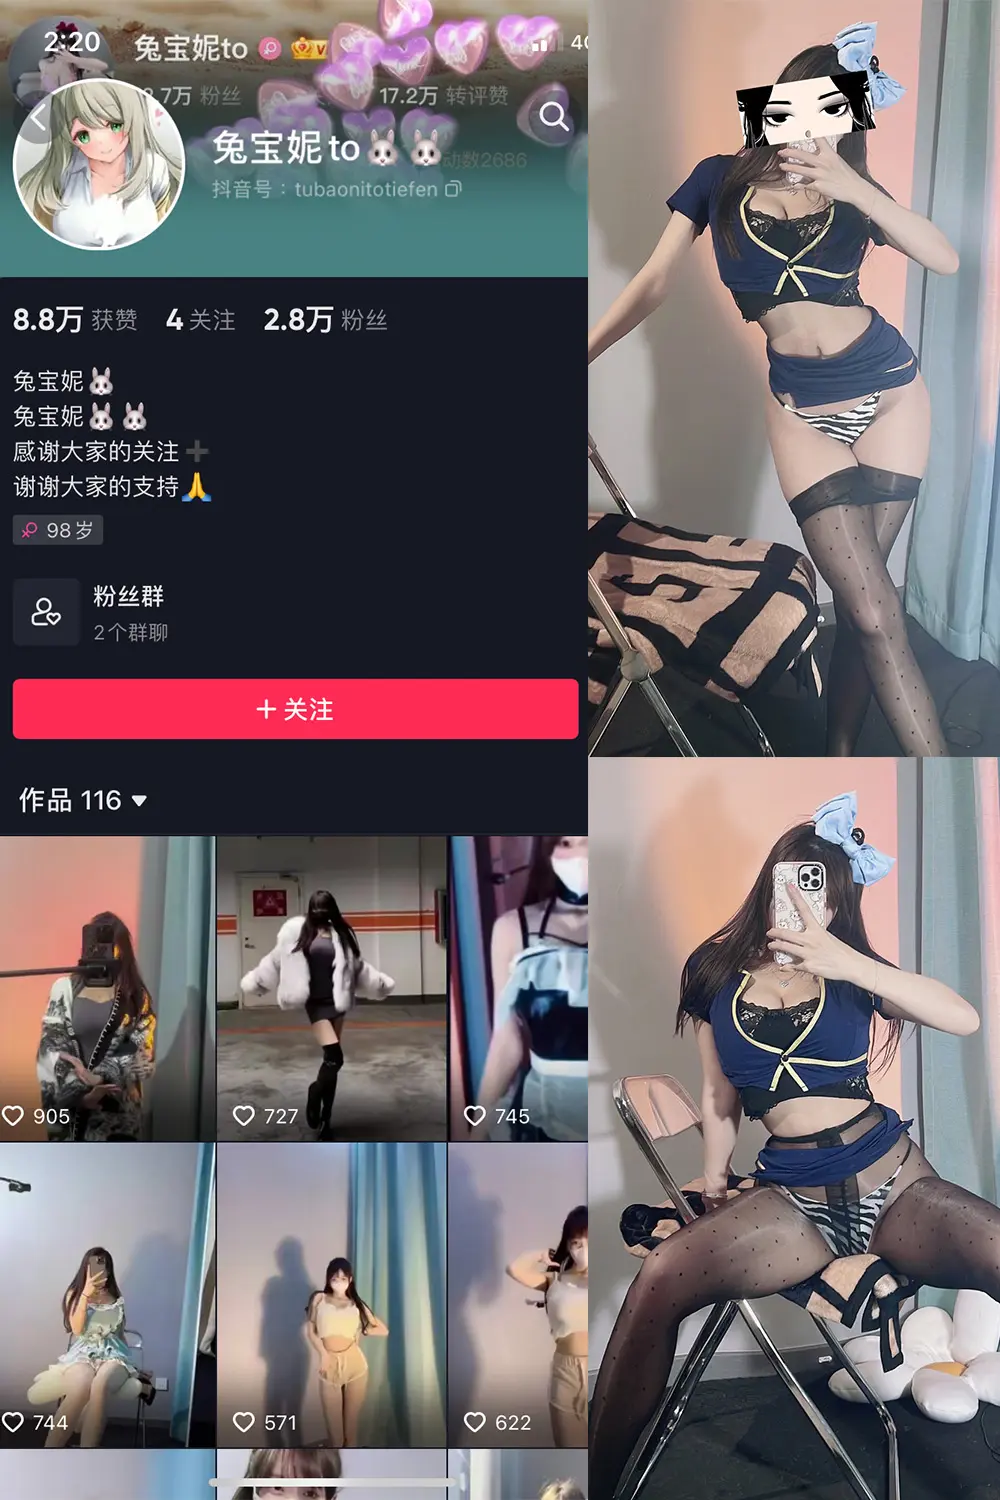 2:20
兔宝妮to
V
4G
.7万 粉丝
17.2万 转评赞
兔宝妮to🐰🐰
动数2686
抖音号：tubaonitotiefen
8.8万 获赞 4 关注 2.8万 粉丝
兔宝妮🐰
兔宝妮🐰🐰
感谢大家的关注➕
谢谢大家的支持🙏
98岁
粉丝群
2个群聊
+ 关注
作品 116
905
727
745
744
571
622